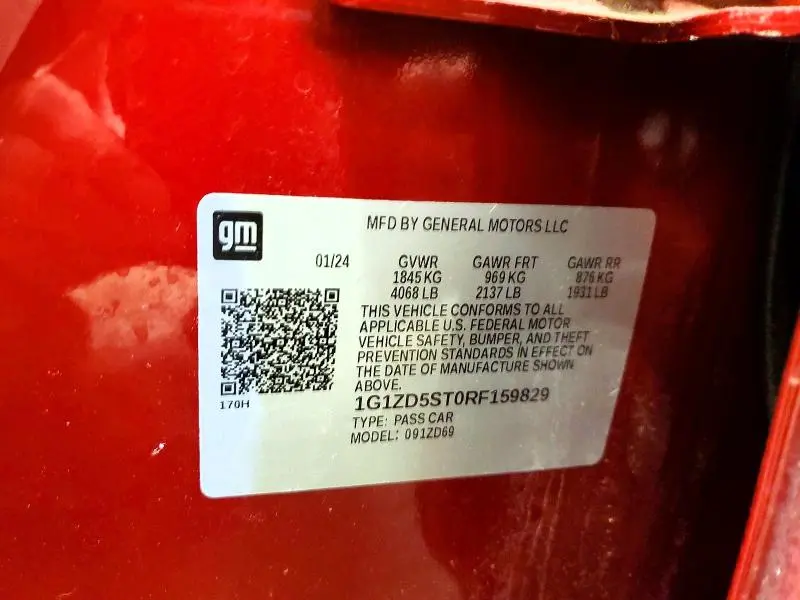 gm
MFD BY GENERAL MOTORS LLC
01/24 GVWR GAWR FRT GAWR RR
1845 KG 969 KG 876 KG
4068 LB 2137 LB 1931 LB
THIS VEHICLE CONFORMS TO ALL
APPLICABLE U.S. FEDERAL MOTOR
VEHICLE SAFETY, BUMPER, AND THEFT
PREVENTION STANDARDS IN EFFECT ON
THE DATE OF MANUFACTURE SHOWN
ABOVE.
170H
1G1ZD5ST0RF159829
TYPE: PASS CAR
MODEL: 091ZD69